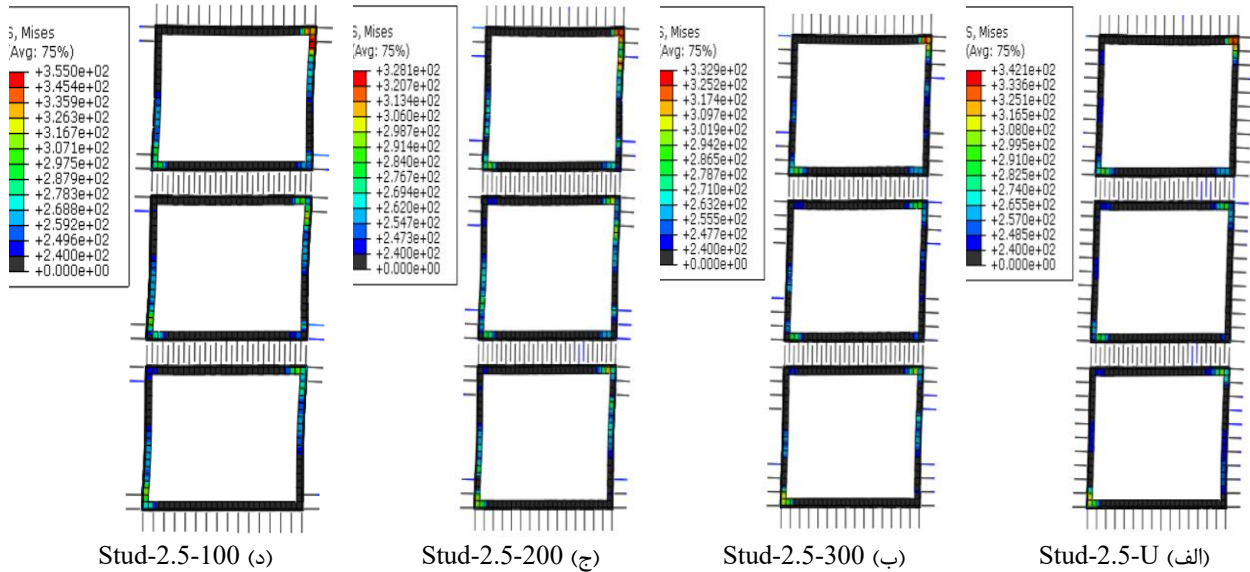 S, Mises
(Avg: 75%)
+3.550e+02
+3.454e+02
+3.359e+02
+3.263e+02
+3.167e+02
+3.071e+02
+2.975e+02
+2.879e+02
+2.783e+02
+2.688e+02
+2.592e+02
+2.496e+02
+2.400e+02
+0.000e+00
S, Mises
(Avg: 75%)
+3.281e+02
+3.207e+02
+3.134e+02
+3.060e+02
+2.987e+02
+2.914e+02
+2.840e+02
+2.767e+02
+2.694e+02
+2.620e+02
+2.547e+02
+2.473e+02
+2.400e+02
+0.000e+00
S, Mises
(Avg: 75%)
+3.329e+02
+3.252e+02
+3.174e+02
+3.097e+02
+3.019e+02
+2.942e+02
+2.865e+02
+2.787e+02
+2.710e+02
+2.632e+02
+2.555e+02
+2.477e+02
+2.400e+02
+0.000e+00
S, Mises
(Avg: 75%)
+3.421e+02
+3.336e+02
+3.251e+02
+3.165e+02
+3.080e+02
+2.995e+02
+2.910e+02
+2.825e+02
+2.740e+02
+2.655e+02
+2.570e+02
+2.485e+02
+2.400e+02
+0.000e+00
(الف) Stud-2.5-U
(ب) Stud-2.5-300
(ج) Stud-2.5-200
(د) Stud-2.5-100